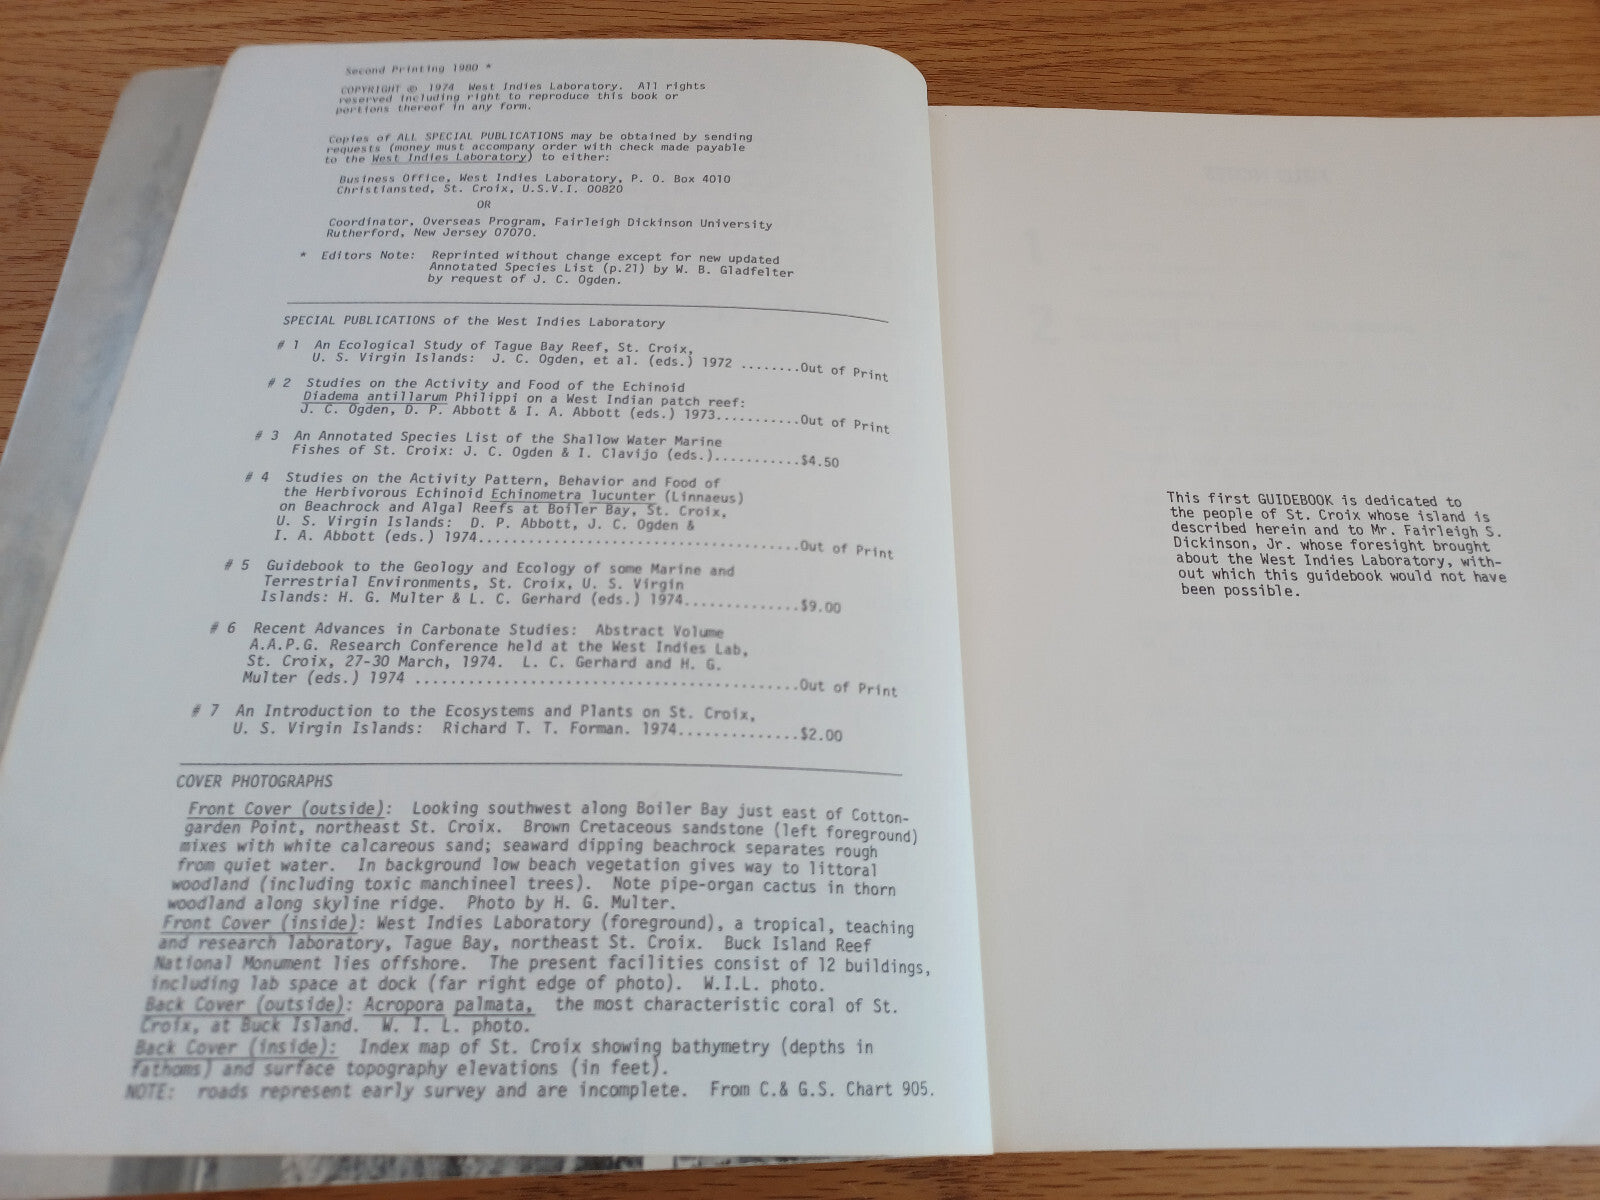 Second Printing 1980 *
COPYRIGHT © 1974 West Indies Laboratory. All rights
reserved including right to reproduce this book or
portions thereof in any form.
Copies of ALL SPECIAL PUBLICATIONS may be obtained by sending
requests (money must accompany order with check made payable
to the West Indies Laboratory) to either:
Business Office, West Indies Laboratory, P. O. Box 4010
Christiansted, St. Croix, U.S.V.I. 00820
OR
Coordinator, Overseas Program, Fairleigh Dickinson University
Rutherford, New Jersey 07070.
* Editors Note: Reprinted without change except for new updated
Annotated Species List (p.21) by W. B. Gladfelter
by request of J. C. Ogden.
SPECIAL PUBLICATIONS of the West Indies Laboratory
# 1 An Ecological Study of Tague Bay Reef, St. Croix,
U. S. Virgin Islands: J. C. Ogden, et al. (eds.) 1972 ........Out of Print
# 2 Studies on the Activity and Food of the Echinoid
Diadema antillarum Philippi on a West Indian patch reef:
J. C. Ogden, D. P. Abbott & I. A. Abbott (eds.) 1973...........Out of Print
# 3 An Annotated Species List of the Shallow Water Marine
Fishes of St. Croix: J. C. Ogden & I. Clavijo (eds.)...........$4.50
# 4 Studies on the Activity Pattern, Behavior and Food of
the Herbivorous Echinoid Echinometra lucunter (Linnaeus)
on Beachrock and Algal Reefs at Boiler Bay, St. Croix,
U. S. Virgin Islands: D. P. Abbott, J. C. Ogden &
I. A. Abbott (eds.) 1974.......................................Out of Print
# 5 Guidebook to the Geology and Ecology of some Marine and
Terrestrial Environments, St. Croix, U. S. Virgin
Islands: H. G. Multer & L. C. Gerhard (eds.) 1974..............$9.00
# 6 Recent Advances in Carbonate Studies: Abstract Volume
A.A.P.G. Research Conference held at the West Indies Lab,
St. Croix, 27-30 March, 1974. L. C. Gerhard and H. G.
Multer (eds.) 1974 ............................................Out of Print
# 7 An Introduction to the Ecosystems and Plants on St. Croix,
U. S. Virgin Islands: Richard T. T. Forman. 1974..............$2.00
COVER PHOTOGRAPHS
Front Cover (outside): Looking southwest along Boiler Bay just east of Cotton-
garden Point, northeast St. Croix. Brown Cretaceous sandstone (left foreground)
mixes with white calcareous sand; seaward dipping beachrock separates rough
from quiet water. In background low beach vegetation gives way to littoral
woodland (including toxic manchineel trees). Note pipe-organ cactus in thorn
woodland along skyline ridge. Photo by H. G. Multer.
Front Cover (inside): West Indies Laboratory (foreground), a tropical, teaching
and research laboratory, Tague Bay, northeast St. Croix. Buck Island Reef
National Monument lies offshore. The present facilities consist of 12 buildings,
including lab space at dock (far right edge of photo). W.I.L. photo.
Back Cover (outside): Acropora palmata, the most characteristic coral of St.
Croix, at Buck Island. W. I. L. photo.
Back Cover (inside): Index map of St. Croix showing bathymetry (depths in
fathoms) and surface topography elevations (in feet).
NOTE: roads represent early survey and are incomplete. From C.& G.S. Chart 905.
This first GUIDEBOOK is dedicated to
the people of St. Croix whose island is
described herein and to Mr. Fairleigh S.
Dickinson, Jr. whose foresight brought
about the West Indies Laboratory, with-
out which this guidebook would not have
been possible.